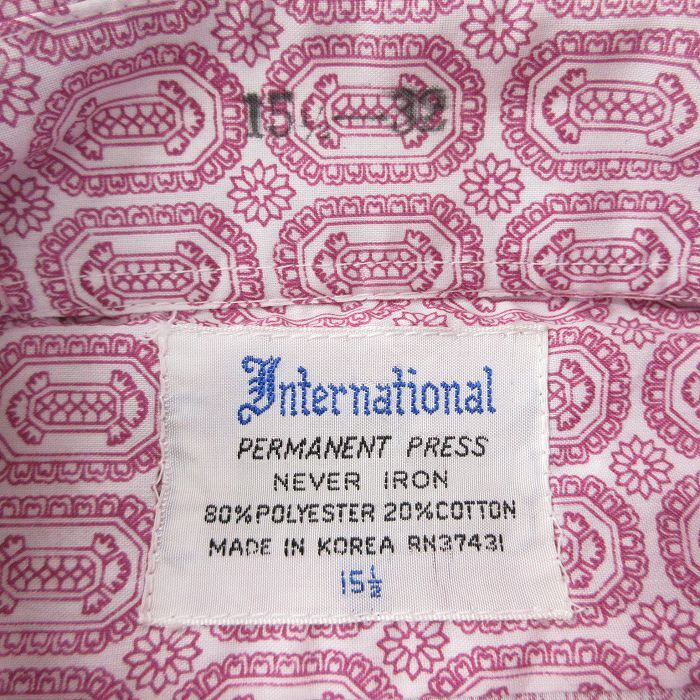 15½—32
International
PERMANENT PRESS
NEVER IRON
80% POLYESTER 20% COTTON
MADE IN KOREA RN37431
15½